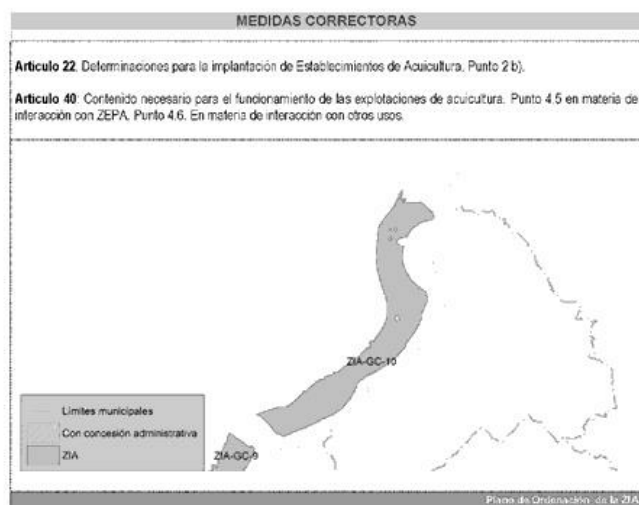 MEDIDAS CORRECTORAS
Artículo 22. Determinaciones para la implantación de Establecimientos de Acuicultura. Punto 2 b).
Artículo 40: Contenido necesario para el funcionamiento de las explotaciones de acuicultura. Punto 4.5 en materia de
interacción con ZEPA. Punto 4.6. En materia de interacción con otros usos.
ZIA-GC-10
Límites municipales
Con concesión administrativa
ZIA
ZIA-GC-9
Plano de Ordenación de la ZIA